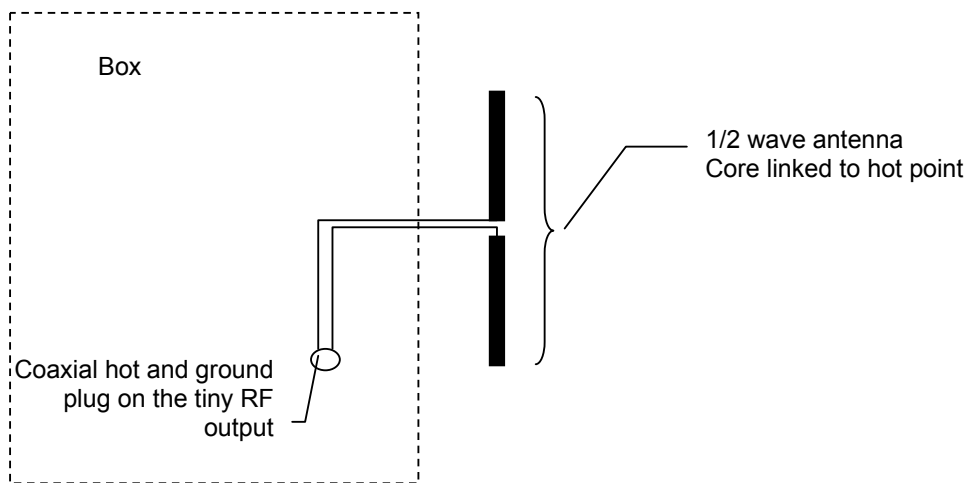 Box
1/2 wave antenna
Core linked to hot point
Coaxial hot and ground
plug on the tiny RF
output